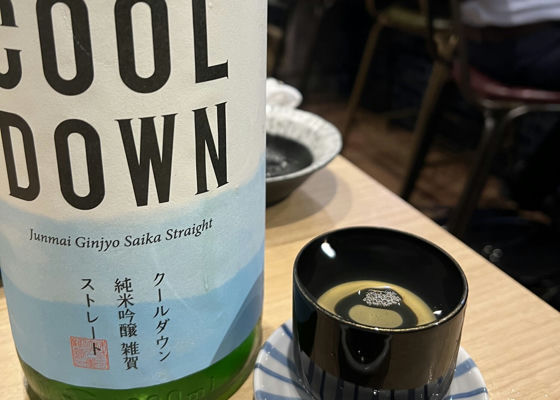 COOL
DOWN
Junmai Ginjyo Saika Straight
クールダウン
純米吟醸 雑賀
ストレート